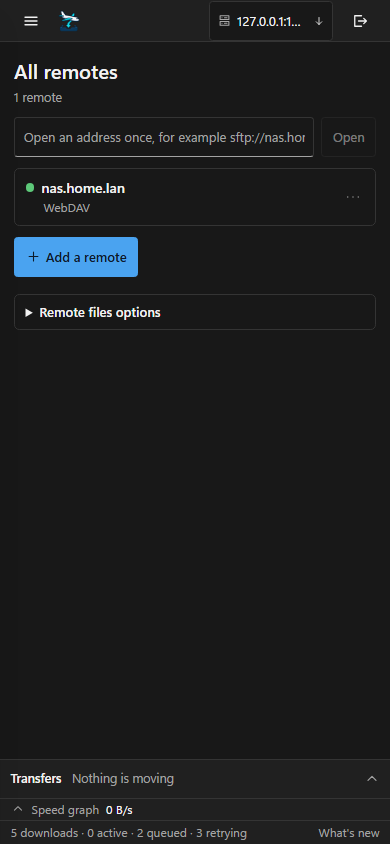 127.0.0.1:1...
All remotes
1 remote
Open an address once, for example sftp://nas.hor
Open
nas.home.lan
WebDAV
...
+ Add a remote
Remote files options
Transfers Nothing is moving
Speed graph 0 B/s
5 downloads · 0 active · 2 queued · 3 retrying What's new